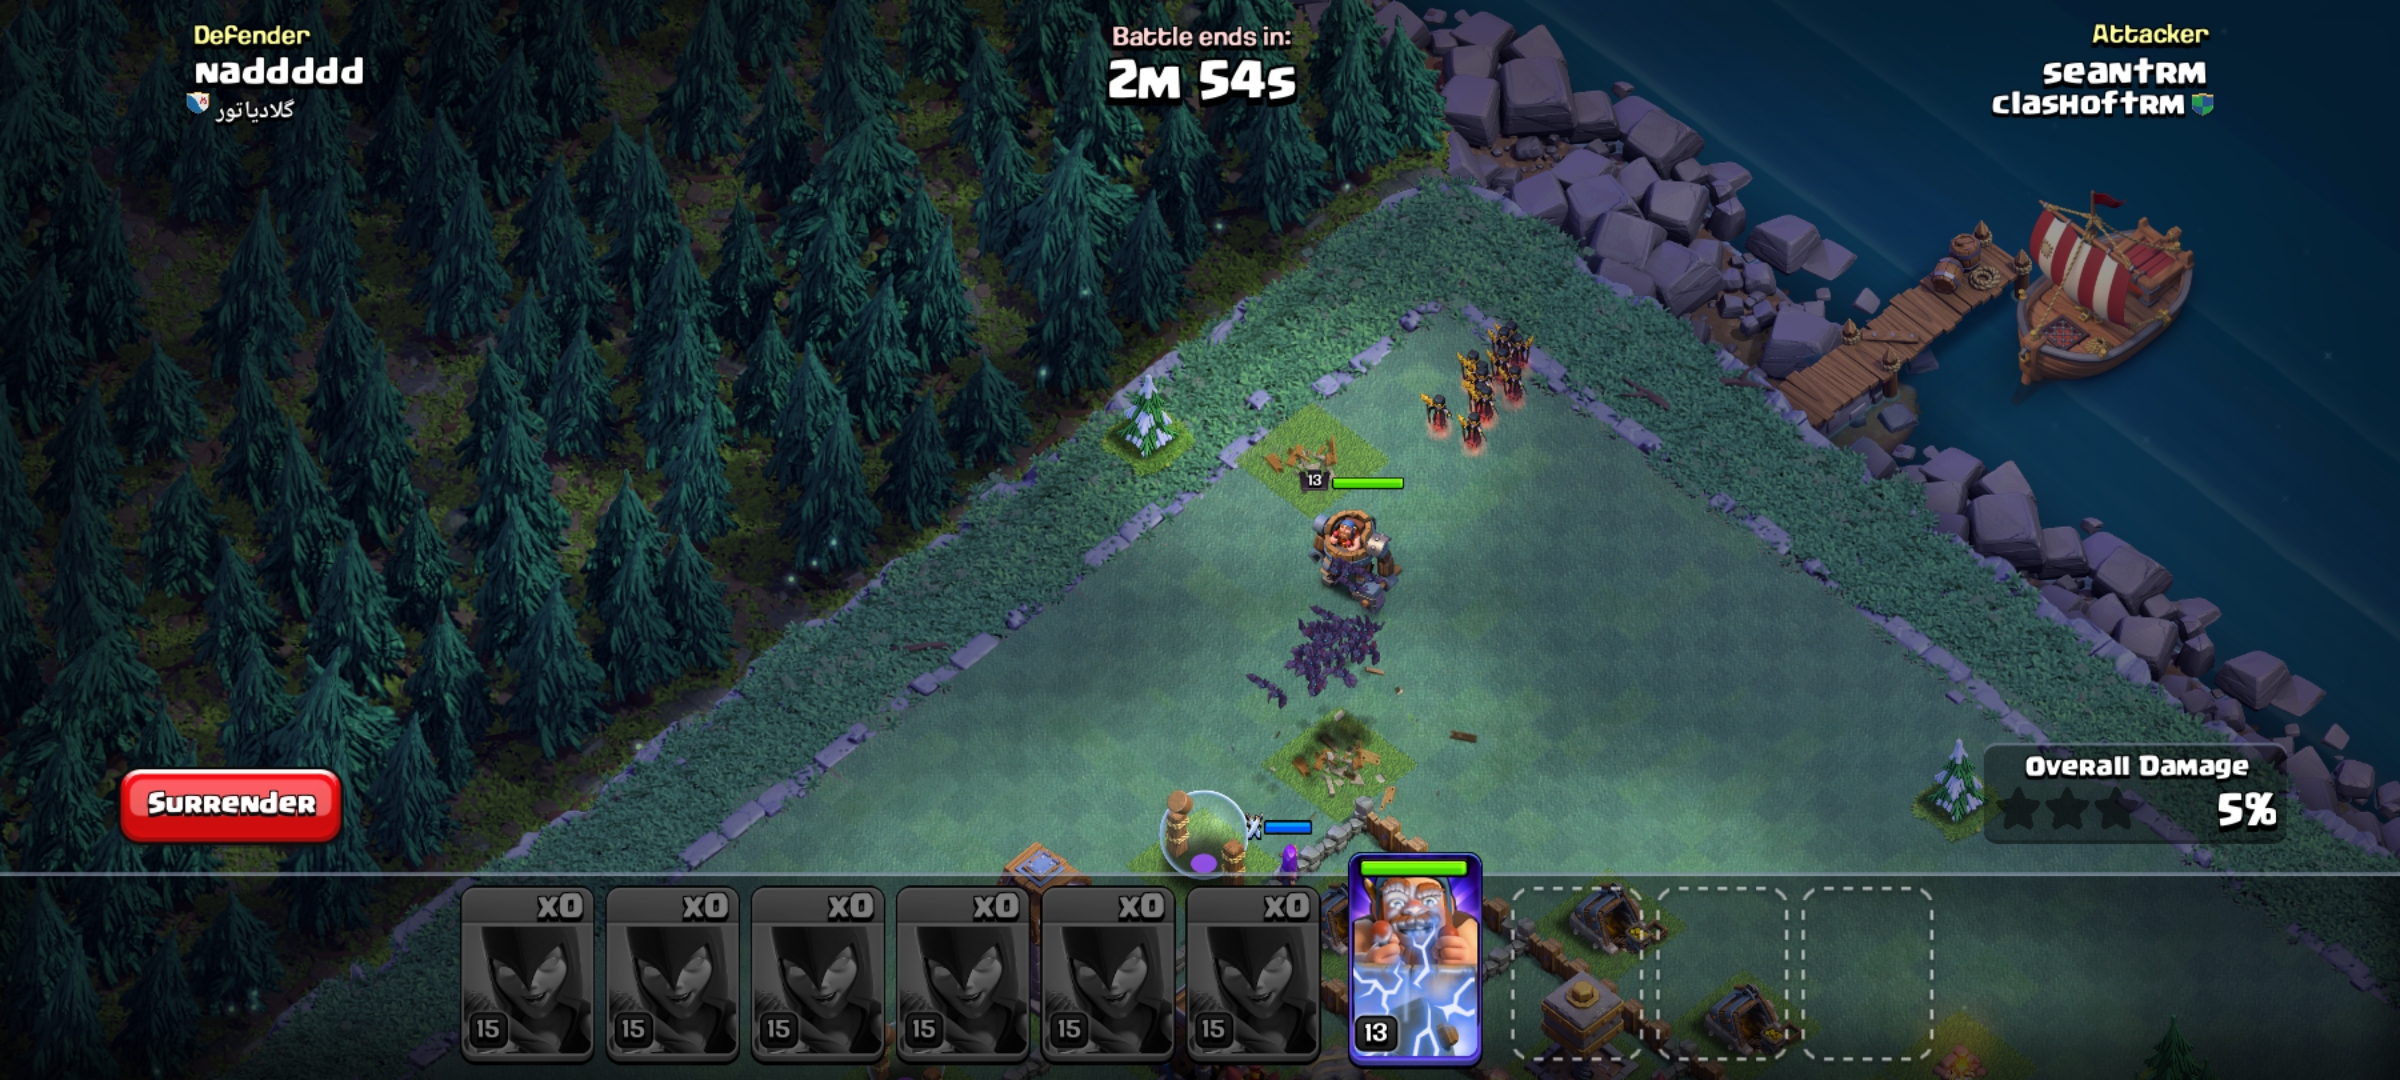 Defender
naddddd
گلادیاتور
Battle ends in:
2M 54s
Attacker
seantRM
clashoftRM
13
Surrender
Overall Damage
5%
x0
x0
x0
x0
x0
x0
15
15
15
15
15
15
13